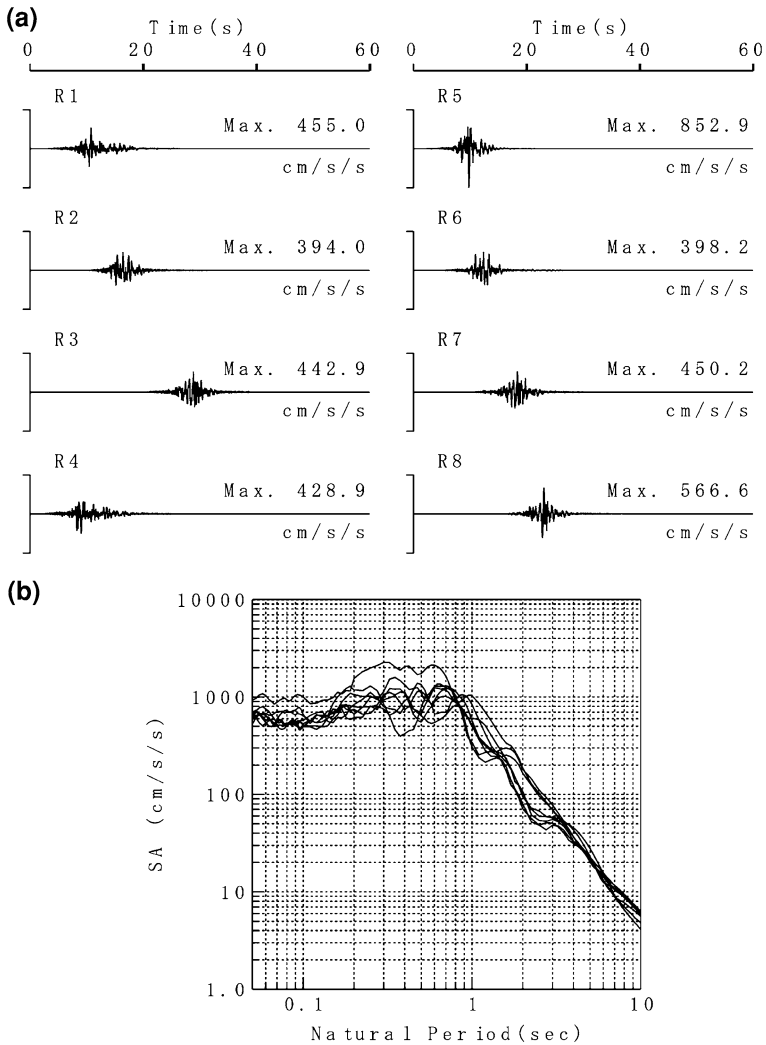 (a)
Time(s)
0 20 40 60
R1
Max. 455.0
cm/s/s
R2
Max. 394.0
cm/s/s
R3
Max. 442.9
cm/s/s
R4
Max. 428.9
cm/s/s
Time(s)
0 20 40 60
R5
Max. 852.9
cm/s/s
R6
Max. 398.2
cm/s/s
R7
Max. 450.2
cm/s/s
R8
Max. 566.6
cm/s/s
(b)
10000
1000
100
10
1.0
SA (cm/s/s)
0.1 1 10
Natural Period(sec)